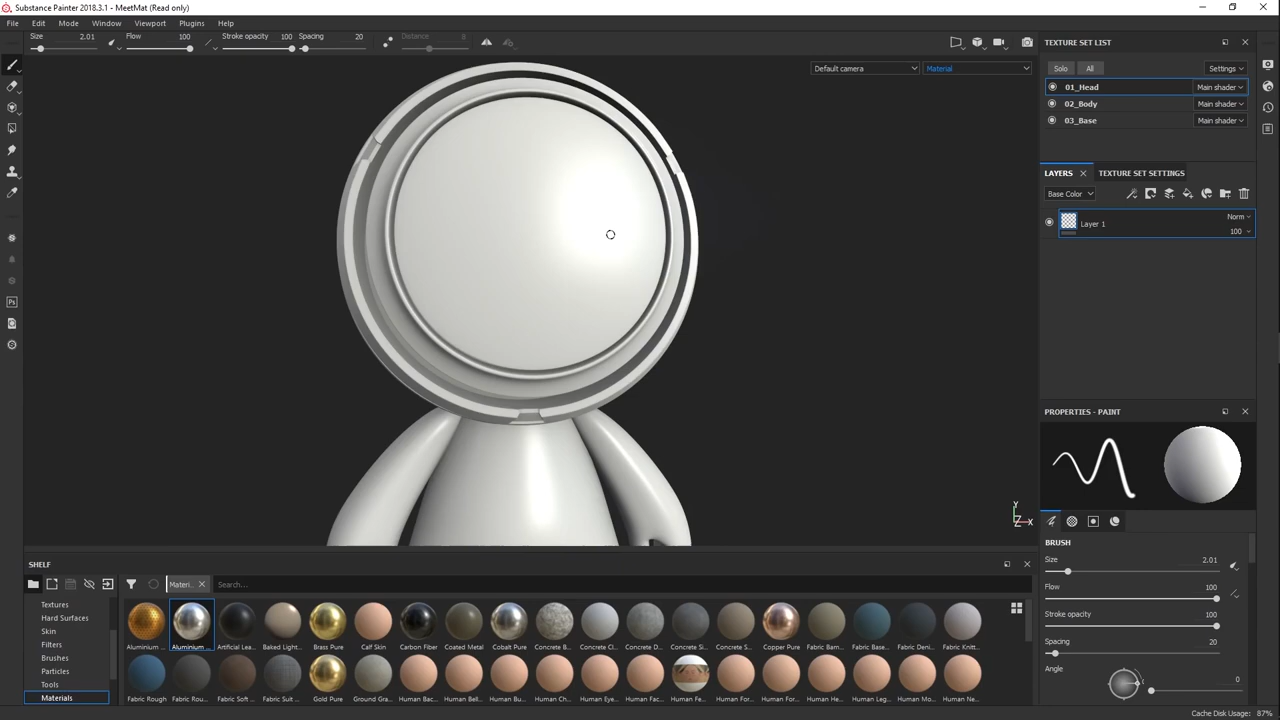 Substance Painter 2018.3.1 - MeetMat (Read only)
File Edit Mode Window Viewport Plugins Help
Size 2.01 Flow 100 Stroke opacity 100 Spacing 20 Distance 8
Default camera Material
TEXTURE SET LIST
Solo All Settings
01_Head Main shader
02_Body Main shader
03_Base Main shader
LAYERS TEXTURE SET SETTINGS
Base Color
Layer 1 Norm 100
PROPERTIES - PAINT
BRUSH
Size 2.01
Flow 100
Stroke opacity 100
Spacing 20
Angle 0
Y
Z X
Ps
SHELF
Materi... Search...
Textures
Hard Surfaces
Skin
Filters
Brushes
Particles
Tools
Materials
Aluminium ... Aluminium ... Artificial Lea... Baked Light... Brass Pure Calf Skin Carbon Fiber Coated Metal Cobalt Pure Concrete B... Concrete Cl... Concrete D... Concrete Si... Concrete S... Copper Pure Fabric Bam... Fabric Base... Fabric Deni... Fabric Knitt...
Fabric Rough Fabric Rou... Fabric Soft ... Fabric Suit ... Gold Pure Ground Gra... Human Bac... Human Bell... Human Bu... Human Ch... Human Eye... Human Fac... Human Fe... Human For... Human For... Human He... Human Leg... Human Mo... Human Ne...
Cache Disk Usage: 87%